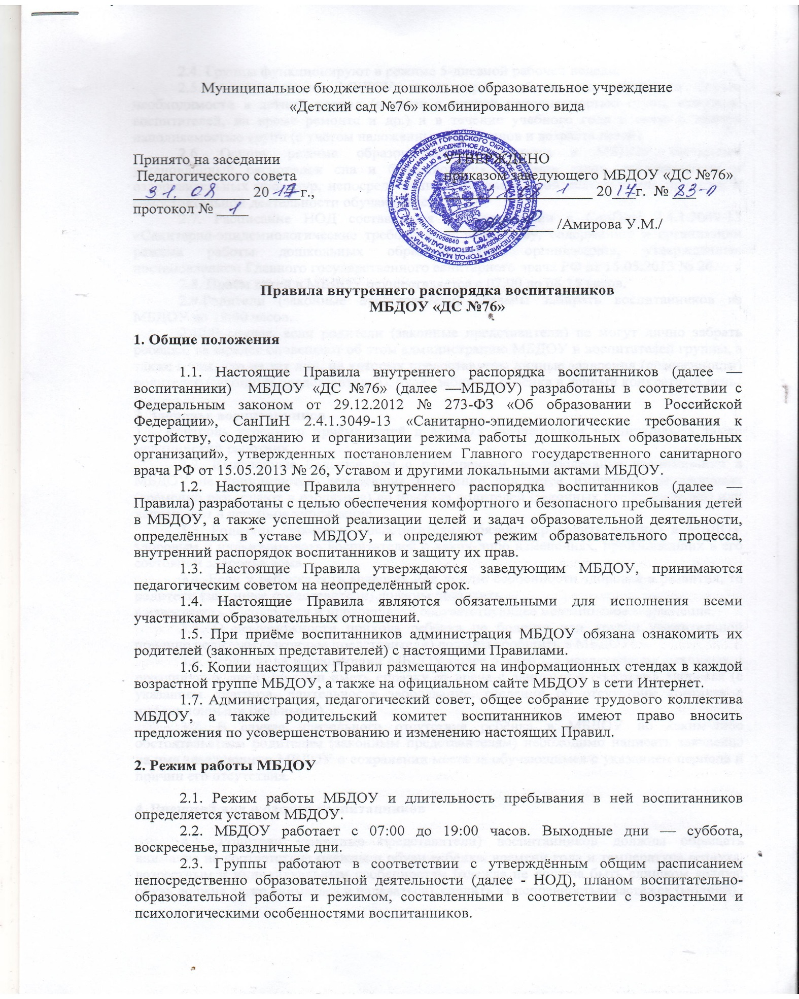 Муниципальное бюджетное дошкольное образовательное учреждение
«Детский сад №76» комбинированного вида
Принято на заседании
Педагогического совета
31. 08 2017 г.,
протокол № 1
УТВЕРЖДЕНО
приказом заведующего МБДОУ «ДС №76»
2017г. № 83-П
/Амирова У.М./
Правила внутреннего распорядка воспитанников
МБДОУ «ДС №76»
1. Общие положения
1.1. Настоящие Правила внутреннего распорядка воспитанников (далее —
воспитанники) МБДОУ «ДС №76» (далее —МБДОУ) разработаны в соответствии с
Федеральным законом от 29.12.2012 № 273-ФЗ «Об образовании в Российской
Федерации», СанПиН 2.4.1.3049-13 «Санитарно-эпидемиологические требования к
устройству, содержанию и организации режима работы дошкольных образовательных
организаций», утвержденных постановлением Главного государственного санитарного
врача РФ от 15.05.2013 № 26, Уставом и другими локальными актами МБДОУ.
1.2. Настоящие Правила внутреннего распорядка воспитанников (далее —
Правила) разработаны с целью обеспечения комфортного и безопасного пребывания детей
в МБДОУ, а также успешной реализации целей и задач образовательной деятельности,
определённых в уставе МБДОУ, и определяют режим образовательного процесса,
внутренний распорядок воспитанников и защиту их прав.
1.3. Настоящие Правила утверждаются заведующим МБДОУ, принимаются
педагогическим советом на неопределённый срок.
1.4. Настоящие Правила являются обязательными для исполнения всеми
участниками образовательных отношений.
1.5. При приёме воспитанников администрация МБДОУ обязана ознакомить их
родителей (законных представителей) с настоящими Правилами.
1.6. Копии настоящих Правил размещаются на информационных стендах в каждой
возрастной группе МБДОУ, а также на официальном сайте МБДОУ в сети Интернет.
1.7. Администрация, педагогический совет, общее собрание трудового коллектива
МБДОУ, а также родительский комитет воспитанников имеют право вносить
предложения по усовершенствованию и изменению настоящих Правил.
2. Режим работы МБДОУ
2.1. Режим работы МБДОУ и длительность пребывания в ней воспитанников
определяется уставом МБДОУ.
2.2. МБДОУ работает с 07:00 до 19:00 часов. Выходные дни — суббота,
воскресенье, праздничные дни.
2.3. Группы работают в соответствии с утверждённым общим расписанием
непосредственно образовательной деятельности (далее - НОД), планом воспитательно-
образовательной работы и режимом, составленными в соответствии с возрастными и
психологическими особенностями воспитанников.